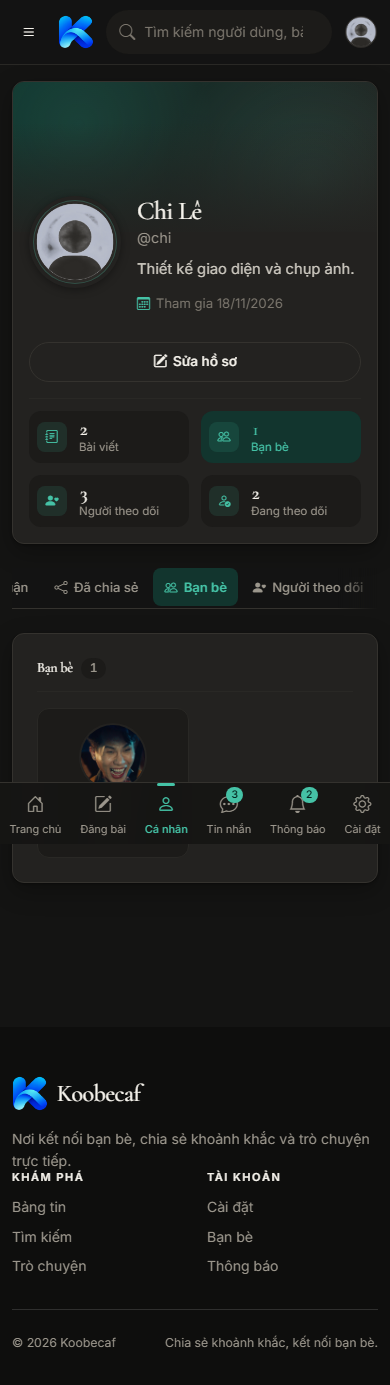 Tìm kiếm người dùng, bà
Chi Lê
@chi
Thiết kế giao diện và chụp ảnh.
Tham gia 18/11/2026
Sửa hồ sơ
2
Bài viết
1
Bạn bè
3
Người theo dõi
2
Đang theo dõi
Đã chia sẻ
Bạn bè
Người theo dõi
Bạn bè 1
3
2
Trang chủ
Đăng bài
Cá nhân
Tin nhắn
Thông báo
Cài đặt
Koobecaf
Nơi kết nối bạn bè, chia sẻ khoảnh khắc và trò chuyện
trực tiếp.
KHÁM PHÁ
Bảng tin
Tìm kiếm
Trò chuyện
TÀI KHOẢN
Cài đặt
Bạn bè
Thông báo
© 2026 Koobecaf
Chia sẻ khoảnh khắc, kết nối bạn bè.